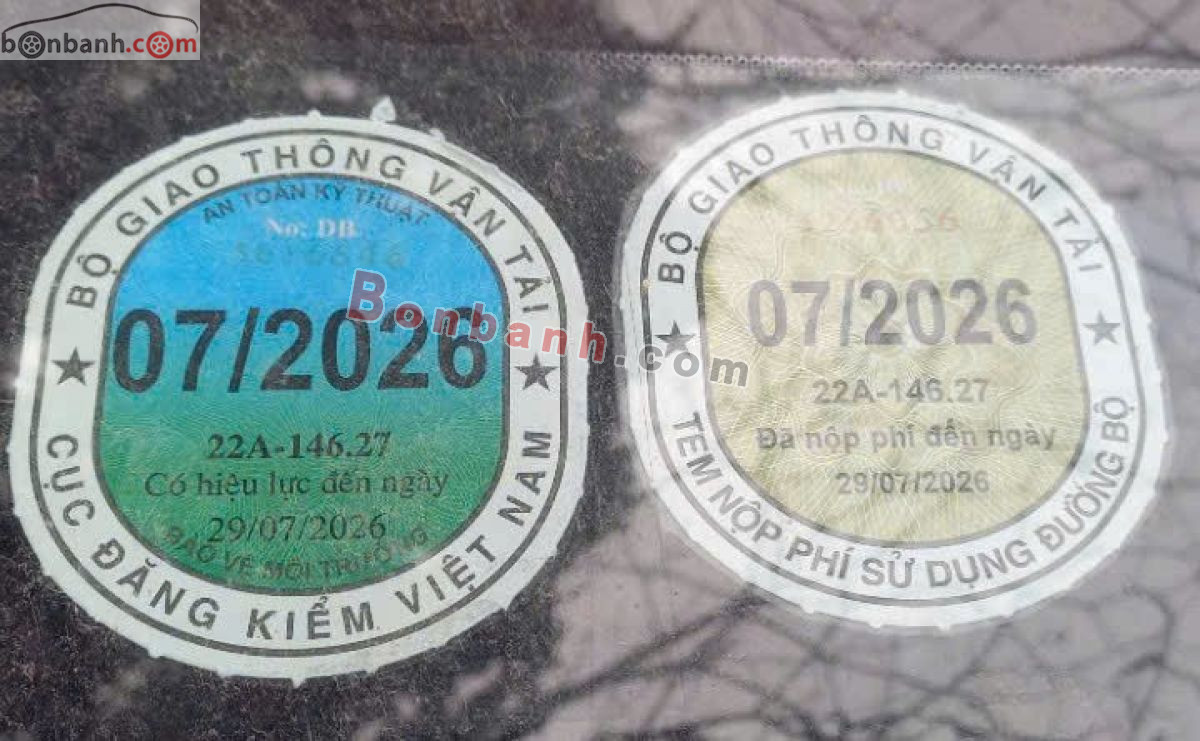 bonbanh.com
BỘ GIAO THÔNG VẬN TẢI
AN TOÀN KỸ THUẬT
No: DB.
07/2026
22A-146.27
Có hiệu lực đến ngày
29/07/2026
BẢO VỆ MÔI TRƯỜNG
★ CỤC ĐĂNG KIỂM VIỆT NAM ★
Bonbanh.com
BỘ GIAO THÔNG VẬN TẢI
07/2026
22A-146.27
Đã nộp phí đến ngày
29/07/2026
★ TEM NỘP PHÍ SỬ DỤNG ĐƯỜNG BỘ ★